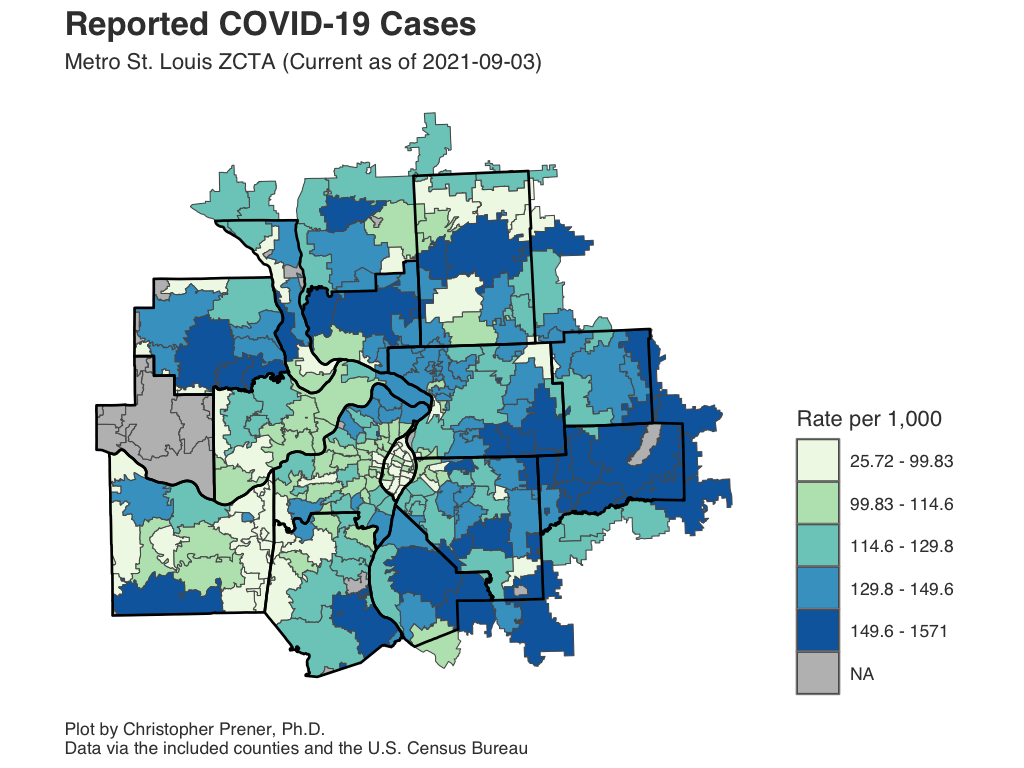 Reported COVID-19 Cases
Metro St. Louis ZCTA (Current as of 2021-09-03)
Rate per 1,000
25.72 - 99.83
99.83 - 114.6
114.6 - 129.8
129.8 - 149.6
149.6 - 1571
NA
Plot by Christopher Prener, Ph.D.
Data via the included counties and the U.S. Census Bureau